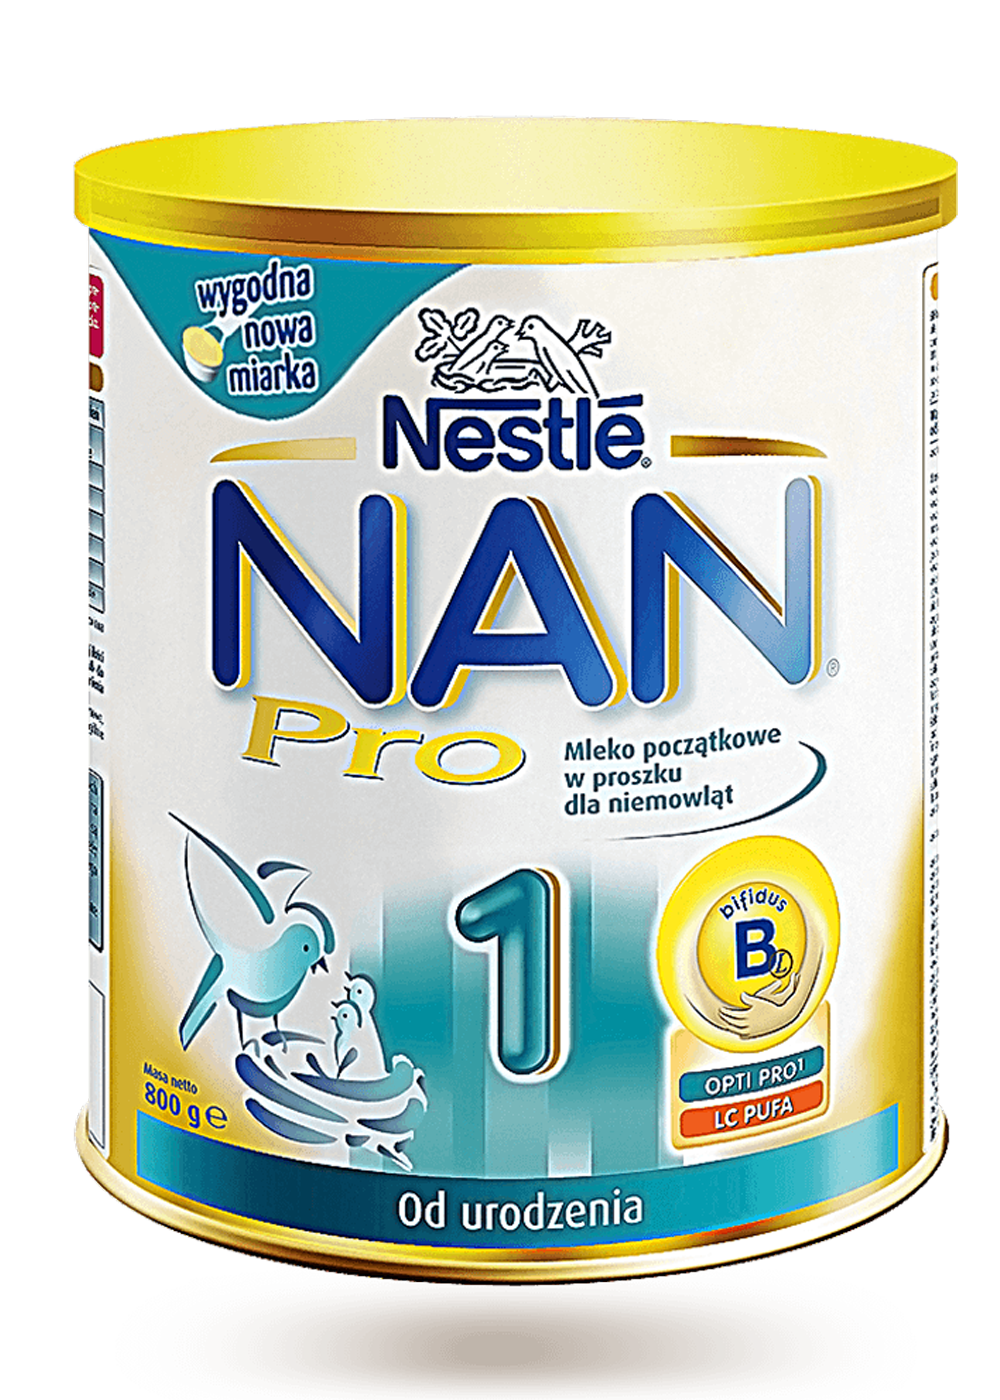 wygodna
nowa
miarka
Nestlé®
NAN®
Pro
Mleko początkowe
w proszku
dla niemowląt
1
bifidus
BL
OPTI PRO¹
LC PUFA
Masa netto
800 g ℮
Od urodzenia